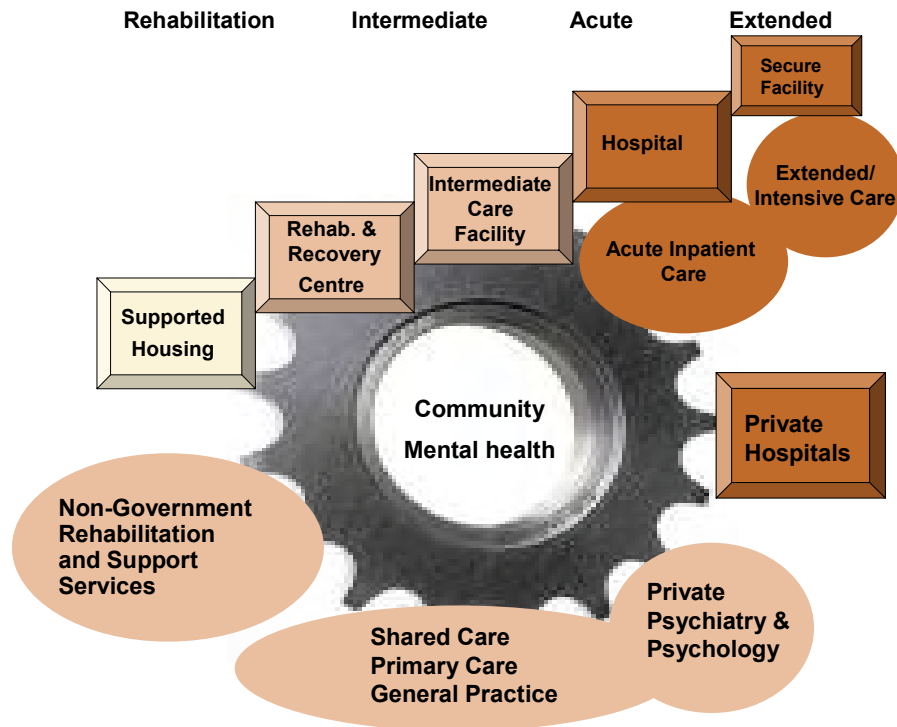 Rehabilitation Intermediate Acute Extended
Secure
Facility
Hospital
Extended/
Intensive Care
Intermediate
Care
Facility
Acute Inpatient
Care
Rehab. &
Recovery
Centre
Supported
Housing
Community
Mental health
Private
Hospitals
Non-Government
Rehabilitation
and Support
Services
Private
Psychiatry &
Psychology
Shared Care
Primary Care
General Practice